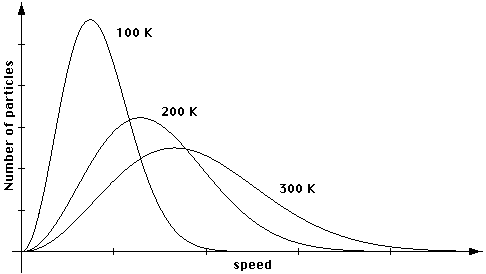 100 K
200 K
300 K
Number of particles
speed